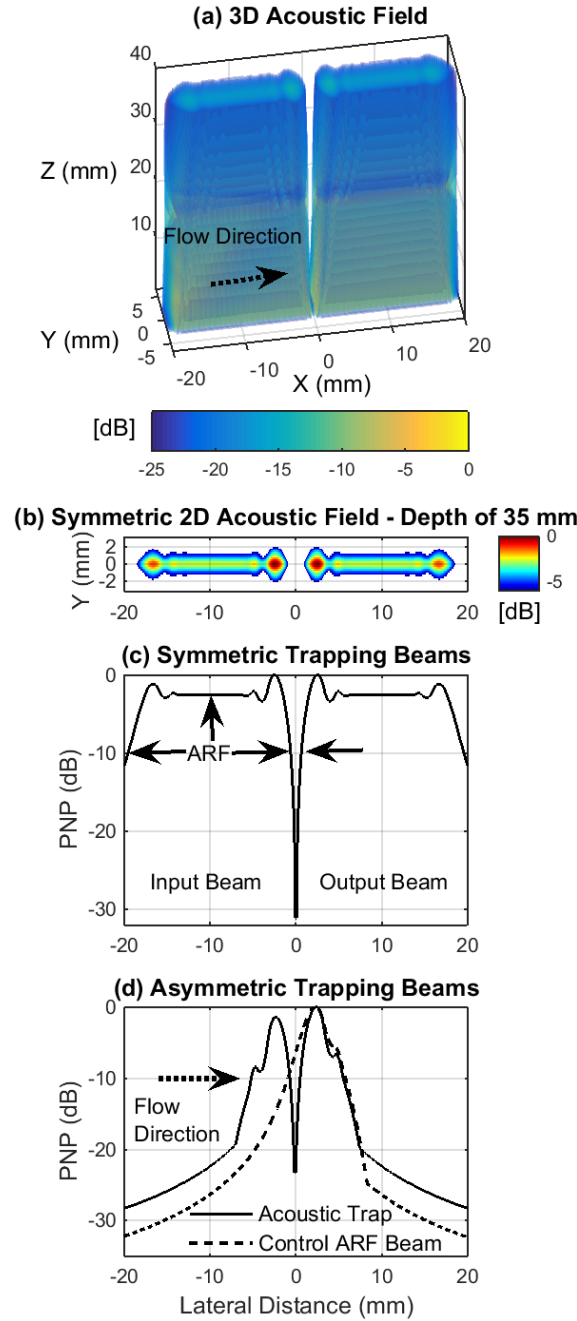 (a) 3D Acoustic Field
40
30
20
10
Z (mm)
Flow Direction
5
0
-5
Y (mm)
-20
-10
0
10
20
X (mm)
[dB]
-25
-20
-15
-10
-5
0
(b) Symmetric 2D Acoustic Field - Depth of 35 mm
Y (mm)
2
0
-2
-20
-10
0
10
20
0
-5
[dB]
(c) Symmetric Trapping Beams
PNP (dB)
0
-10
-20
-30
ARF
Input Beam
Output Beam
-20
-10
0
10
20
(d) Asymmetric Trapping Beams
PNP (dB)
0
-10
-20
-30
Flow
Direction
Acoustic Trap
Control ARF Beam
-20
-10
0
10
20
Lateral Distance (mm)